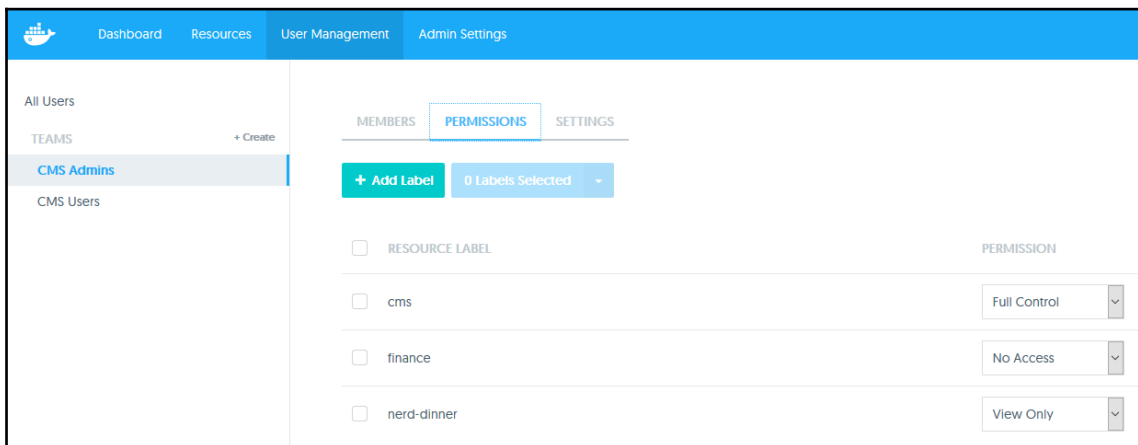 Dashboard Resources User Management Admin Settings
All Users
TEAMS + Create
CMS Admins
CMS Users
MEMBERS PERMISSIONS SETTINGS
+ Add Label 0 Labels Selected
RESOURCE LABEL PERMISSION
cms Full Control
finance No Access
nerd-dinner View Only